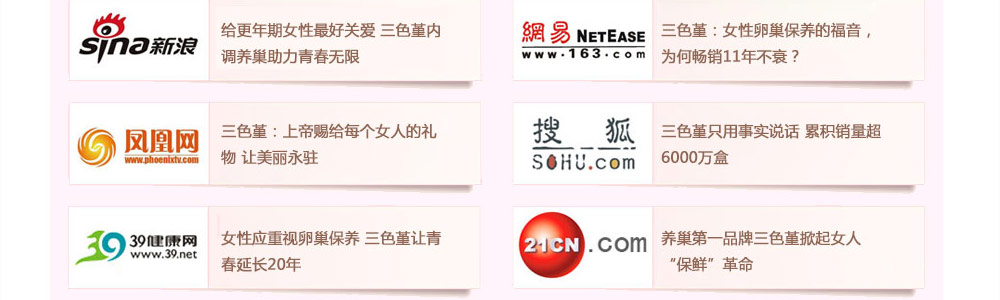 sina新浪
给更年期女性最好关爱 三色堇内
调养巢助力青春无限
網易 NETEASE
www.163.com
三色堇：女性卵巢保养的福音，
为何畅销11年不衰？
凤凰网
www.phoenixtv.com
三色堇：上帝赐给每个女人的礼
物 让美丽永驻
搜狐
SOHU.com
三色堇只用事实说话 累积销量超
6000万盒
39 39健康网
www.39.net
女性应重视卵巢保养 三色堇让青
春延长20年
21CN.com
养巢第一品牌三色堇掀起女人
“保鲜”革命